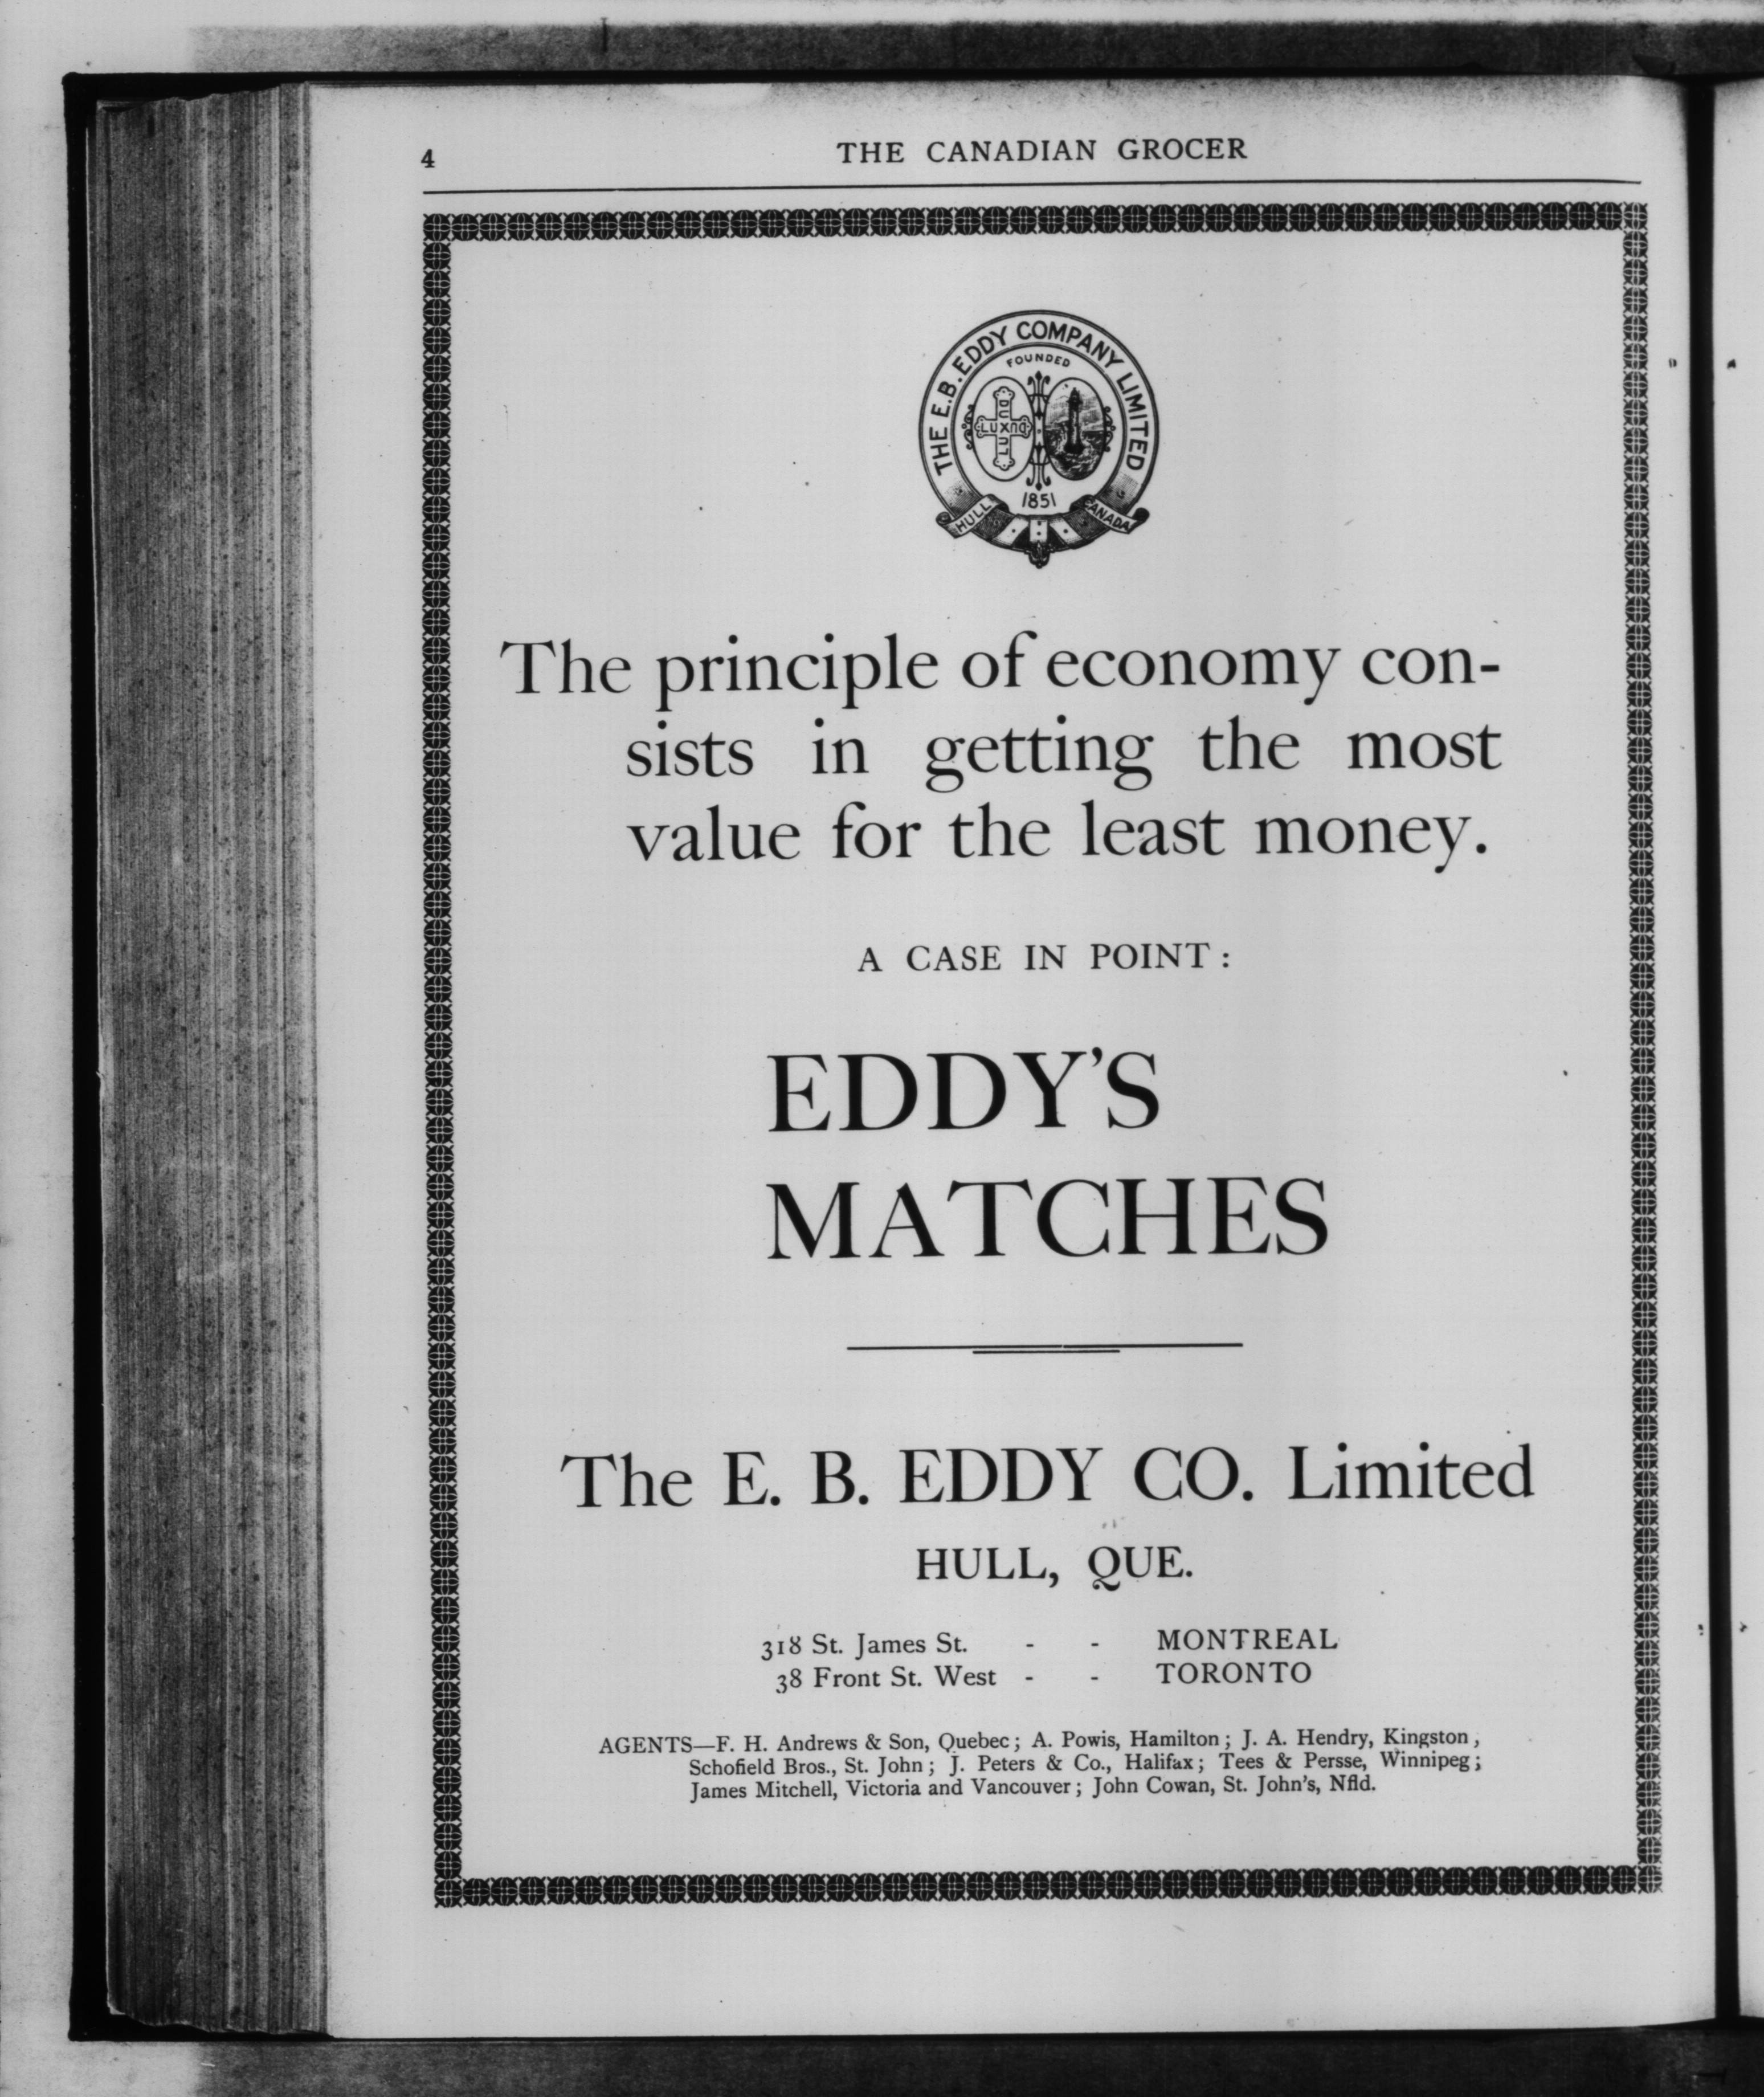 4
THE CANADIAN GROCER
THE E.B. EDDY COMPANY LIMITED
FOUNDED
DUX
LUX
1851
HULL
CANADA
The principle of economy con-
sists in getting the most
value for the least money.
A CASE IN POINT:
EDDY'S
MATCHES
The E. B. EDDY CO. Limited
HULL, QUE.
318 St. James St. - - MONTREAL
38 Front St. West - - TORONTO
AGENTS—F. H. Andrews & Son, Quebec; A. Powis, Hamilton; J. A. Hendry, Kingston,
Schofield Bros., St. John; J. Peters & Co., Halifax; Tees & Persse, Winnipeg;
James Mitchell, Victoria and Vancouver; John Cowan, St. John's, Nfld.